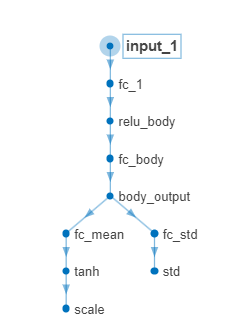 input_1
fc_1
relu_body
fc_body
body_output
fc_mean
fc_std
tanh
std
scale